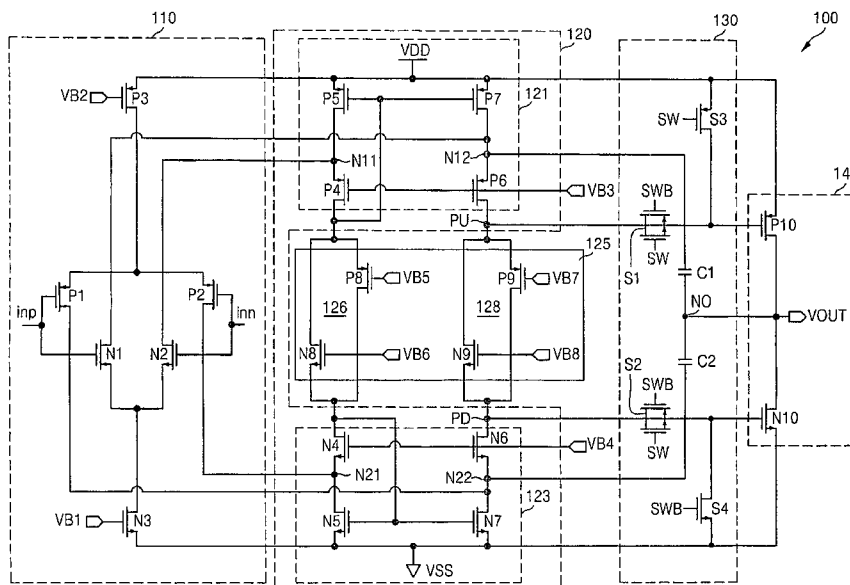 110
120
130
100
VDD
VB2
P3
P5
P7
121
SW
S3
N11
N12
P4
P6
VB3
SWB
14
PU
P10
S1
SW
125
P1
P2
P8
VB5
P9
VB7
C1
inp
inn
126
128
NO
VOUT
N1
N2
N8
VB6
N9
VB8
C2
S2
SWB
PD
N10
N4
N6
VB4
SW
N21
N22
123
VB1
N3
N5
N7
SWB
S4
VSS